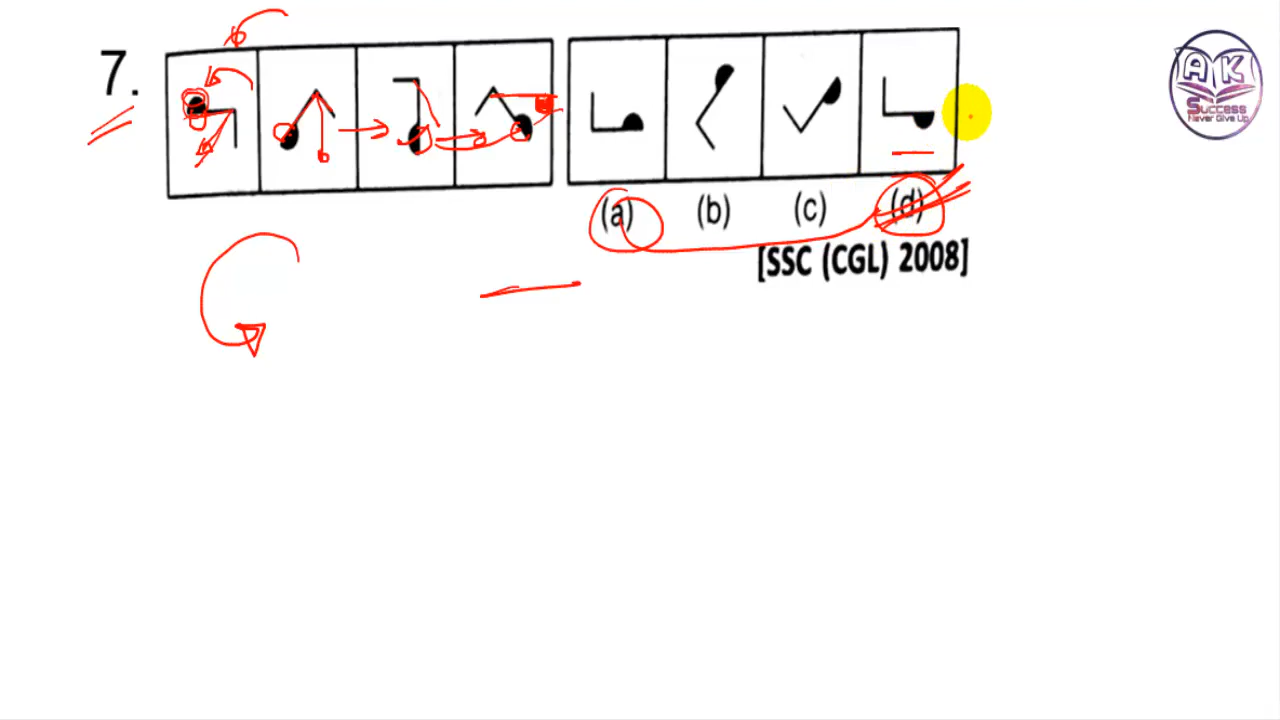 7.
(a) (b) (c) (d)
[SSC (CGL) 2008]
AK
Success
Never Give Up